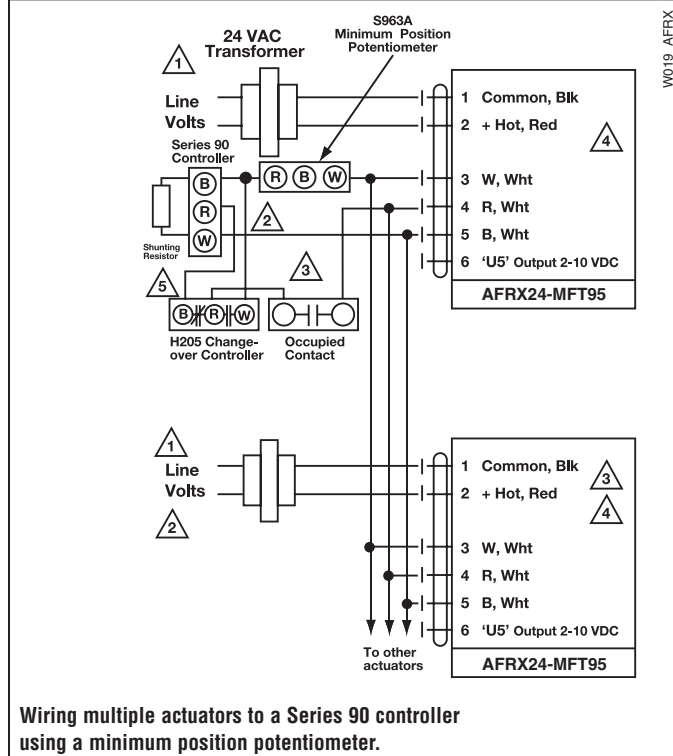 W019 AFRX
S963A
Minimum Position
Potentiometer
24 VAC
Transformer
1
Line
Volts
1 Common, Blk
2 + Hot, Red
4
Series 90
Controller
B
R
W
R B W
3 W, Wht
4 R, Wht
5 B, Wht
6 'U5' Output 2-10 VDC
AFRX24-MFT95
2
Shunting
Resistor
5
3
B R W
H205 Change-
over Controller
Occupied
Contact
1
Line
Volts
2
1 Common, Blk
2 + Hot, Red
3
4
3 W, Wht
4 R, Wht
5 B, Wht
6 'U5' Output 2-10 VDC
AFRX24-MFT95
To other
actuators
Wiring multiple actuators to a Series 90 controller
using a minimum position potentiometer.